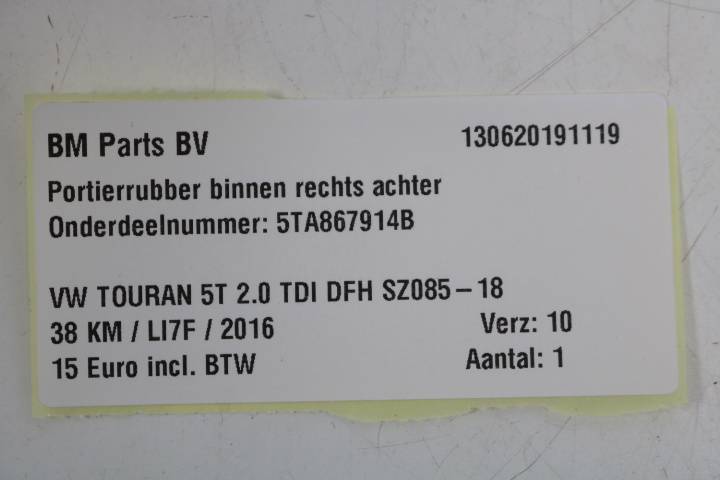 BM Parts BV 130620191119
Portierrubber binnen rechts achter
Onderdeelnummer: 5TA867914B
VW TOURAN 5T 2.0 TDI DFH SZ085-18
38 KM / LI7F / 2016 Verz: 10
15 Euro incl. BTW Aantal: 1